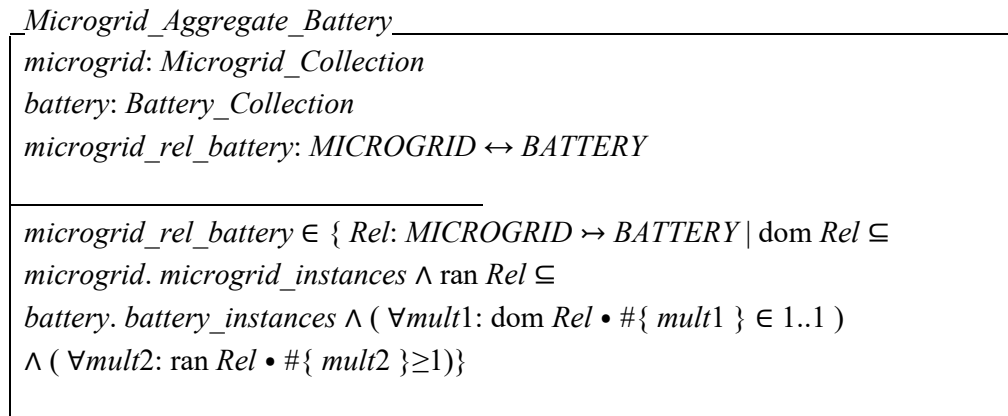 Microgrid_Aggregate_Battery
microgrid: Microgrid_Collection
battery: Battery_Collection
microgrid_rel_battery: MICROGRID ↔ BATTERY
microgrid_rel_battery ∈ { Rel: MICROGRID ↣ BATTERY | dom Rel ⊆
microgrid. microgrid_instances ∧ ran Rel ⊆
battery. battery_instances ∧ ( ∀mult1: dom Rel • #{ mult1 } ∈ 1..1 )
∧ ( ∀mult2: ran Rel • #{ mult2 }≥1)}